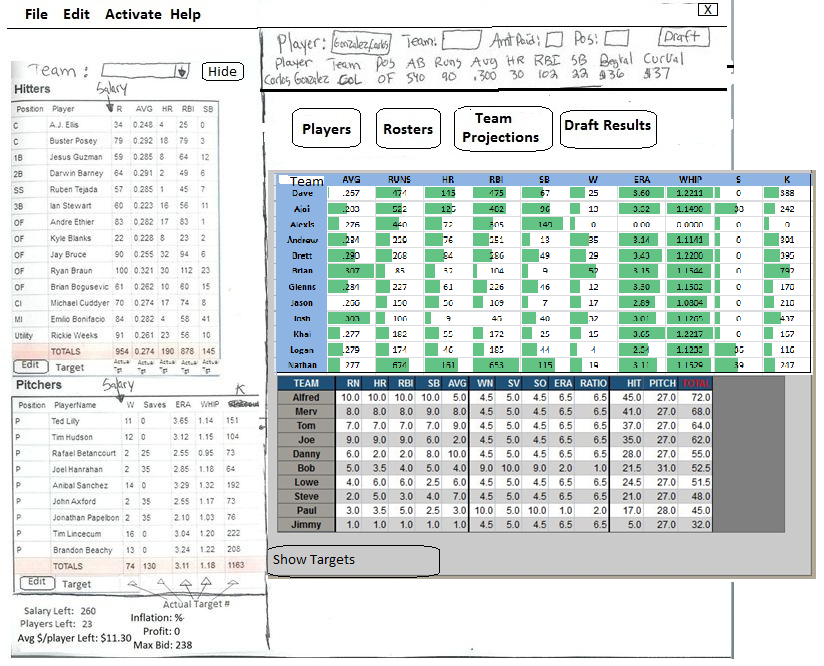 File Edit Activate Help X
Player: Gonzalez, Carlos Team: Amt Paid: Pos: Draft
Player Team Pos AB Runs Avg HR RBI SB BegVal CurVal
Carlos Gonzalez COL OF 540 90 .300 30 102 22 $36 $37
Team: Hide
Hitters
Salary
Position Player R AVG HR RBI SB
C A.J. Ellis 34 0.248 4 25 0
C Buster Posey 79 0.292 18 79 3
1B Jesus Guzman 59 0.285 8 64 12
2B Darwin Barney 64 0.291 2 49 6
SS Ruben Tejada 57 0.285 1 45 7
3B Ian Stewart 60 0.223 16 56 11
OF Andre Ethier 83 0.282 17 83 1
OF Kyle Blanks 22 0.228 8 23 2
OF Jay Bruce 90 0.255 32 94 6
OF Ryan Braun 100 0.321 30 112 23
OF Brian Bogusevic 61 0.262 10 60 15
CI Michael Cuddyer 70 0.274 17 74 8
MI Emilio Bonifacio 84 0.282 4 58 41
Utility Rickie Weeks 91 0.261 23 56 10
TOTALS 954 0.274 190 878 145
Edit Target Actual Tgt Actual Tgt Actual Tgt Actual Tgt Actual Tgt
Pitchers
Salary K
Position PlayerName W Saves ERA WHIP
P Ted Lilly 11 0 3.65 1.14 151
P Tim Hudson 12 0 3.12 1.15 104
P Rafael Betancourt 2 25 2.55 0.95 73
P Joel Hanrahan 2 35 2.85 1.18 64
P Anibal Sanchez 14 0 3.29 1.32 192
P John Axford 2 35 2.55 1.17 73
P Jonathan Papelbon 2 35 2.10 1.03 76
P Tim Lincecum 16 0 3.04 1.20 222
P Brandon Beachy 13 0 3.24 1.22 208
TOTALS 74 130 3.11 1.18 1163
Edit Target
Actual Target #
Salary Left: 260
Players Left: 23
Avg $/player Left: $11.30
Inflation: %
Profit: 0
Max Bid: 238
Players Rosters Team Projections Draft Results
Team AVG RUNS HR RBI SB W ERA WHIP S K
Dave .257 474 145 475 67 25 3.60 1.2211 0 388
Ajoi .283 522 125 482 96 13 3.32 1.1490 38 242
Alexis .276 440 72 305 149 0 0.00 0.0000 0 0
Andrew 76 13 35 3.14 1.1141 0
Brett .290 84 49 29 3.43 1.2200 0 395
Brian .307 85 104 9 52 3.15 1.1544 0 797
Glenns .284 227 61 226 46 12 3.50 1.1502 0 170
Jason 150 7 17 2.89 1.0804 0 210
Josh .303 106 9 40 32 3.01 0 437
Khai .277 182 55 172 25 15 3.65 1.2217 0 157
Logan .279 174 185 4 2.54 35 116
Nathan .277 674 161 653 115 19 3.11 1.1529 39 247
TEAM RN HR RBI SB AVG WN SV SO ERA RATIO HIT PITCH TOTAL
Alfred 10.0 10.0 10.0 10.0 5.0 4.5 5.0 4.5 6.5 6.5 45.0 27.0 72.0
Merv 8.0 8.0 8.0 9.0 8.0 4.5 5.0 4.5 6.5 6.5 41.0 27.0 68.0
Tom 7.0 7.0 7.0 7.0 9.0 4.5 5.0 4.5 6.5 6.5 37.0 27.0 64.0
Joe 9.0 9.0 9.0 6.0 2.0 4.5 5.0 4.5 6.5 6.5 35.0 27.0 62.0
Danny 6.0 2.0 2.0 8.0 10.0 4.5 5.0 4.5 6.5 6.5 28.0 27.0 55.0
Bob 5.0 3.5 4.0 5.0 4.0 9.0 10.0 9.0 2.0 1.0 21.5 31.0 52.5
Lowe 4.0 6.0 6.0 2.5 6.0 4.5 5.0 4.5 6.5 6.5 24.5 27.0 51.5
Steve 2.0 5.0 3.0 4.0 7.0 4.5 5.0 4.5 6.5 6.5 21.0 27.0 48.0
Paul 3.0 3.5 5.0 2.5 3.0 10.0 5.0 10.0 1.0 2.0 17.0 28.0 45.0
Jimmy 1.0 1.0 1.0 1.0 1.0 4.5 5.0 4.5 6.5 6.5 5.0 27.0 32.0
Show Targets